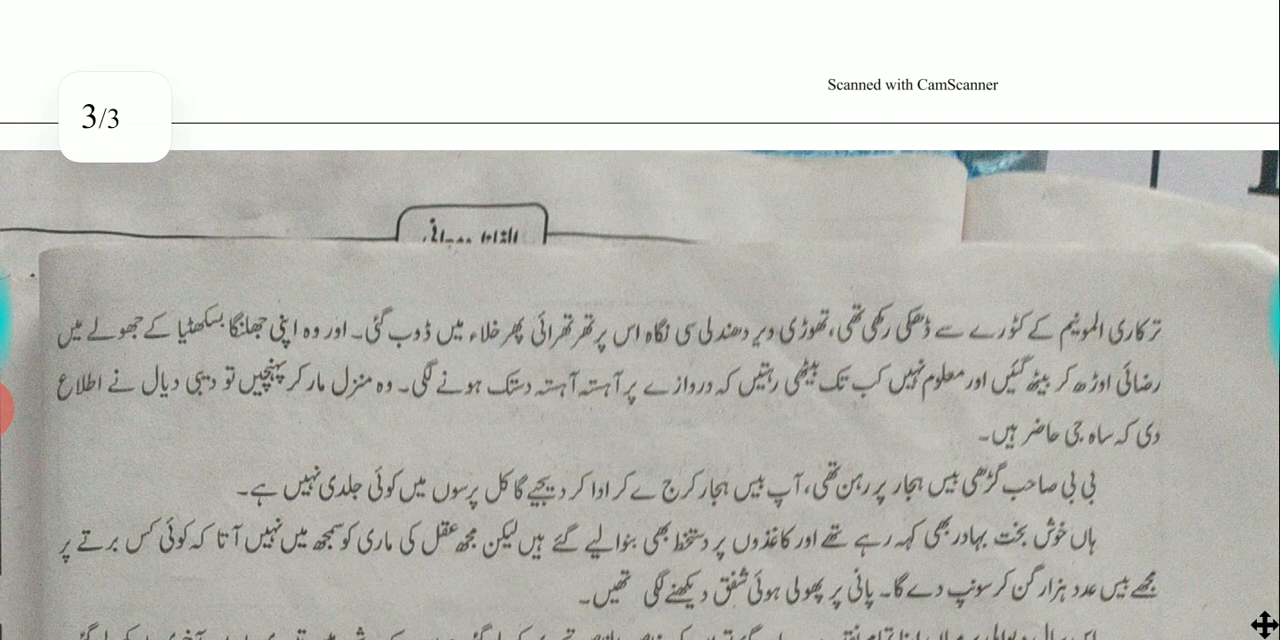 Scanned with CamScanner
3/3
ترکاری المونیم کے کٹورے سے ڈھکی رکھی تھی، تھوڑی دیر دھندلی سی نگاہ اس پر تھرتھرائی پھر خلاء میں ڈوب گئی۔ اور وہ اپنی جھلنگا بسکھٹیا کے جھولے میں
رضائی اوڑھ کر بیٹھ گئیں اور معلوم نہیں کب تک بیٹھی رہتیں کہ دروازے پر آہستہ آہستہ دستک ہونے لگی۔ وہ منزل مار کر پہنچیں تو دیبی دیال نے اطلاع
دی کہ ساہ جی حاضر ہیں۔
بی بی صاحب گڑھی بیس ہجار پر رہن تھی، آپ بیس ہجار کرج لے کر ادا کر دیجیے گا کل پرسوں میں کوئی جلدی نہیں ہے۔
ہاں خوش بخت بہادر بھی کہہ رہے تھے اور کاغذوں پر دستخط بھی بنوالیے گئے ہیں لیکن مجھ عقل کی ماری کو سمجھ میں نہیں آتا کہ کوئی کس برتے پر
مجھے بیس عدد ہزار گن کر سونپ دے گا۔ پانی پر پھولی ہوئی شفق دیکھنے لگی تھیں۔